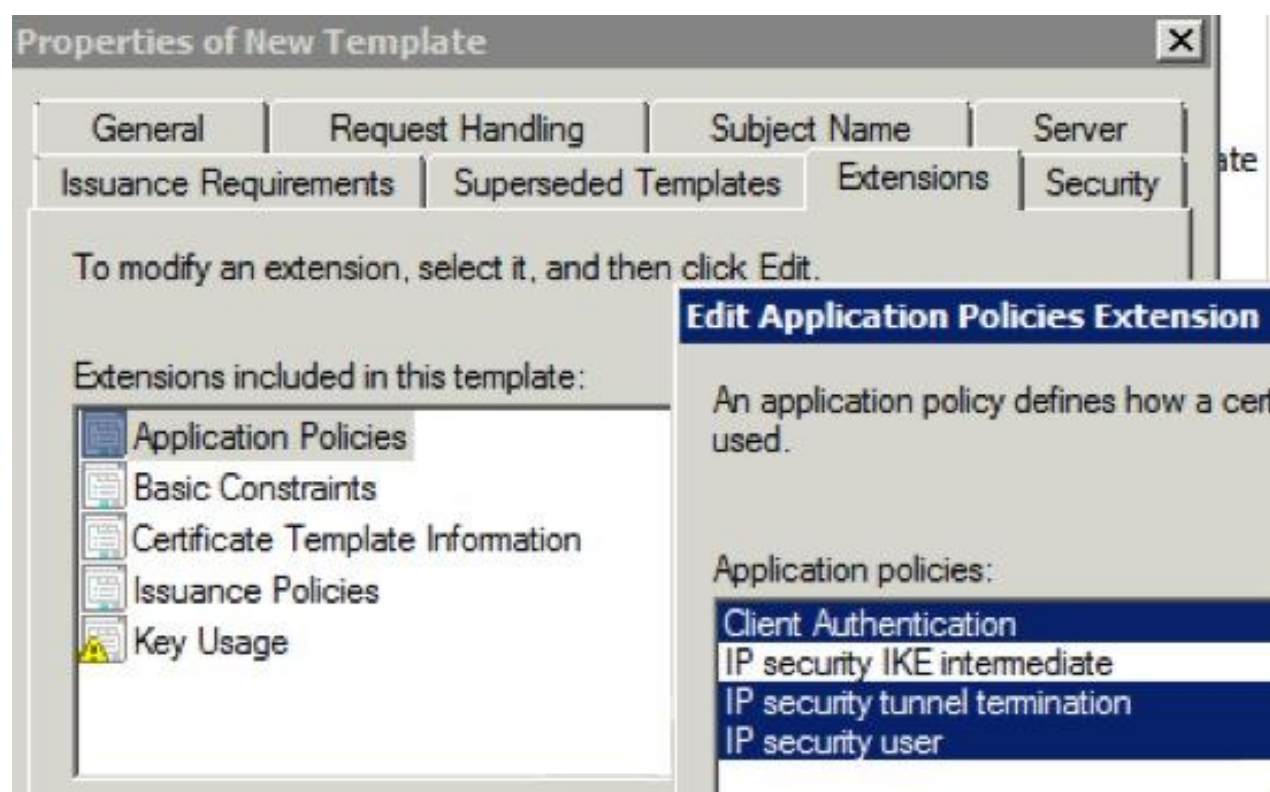 Properties of New Template
General Request Handling Subject Name Server
Issuance Requirements Superseded Templates Extensions Security
ate
To modify an extension, select it, and then click Edit.
Extensions included in this template:
Application Policies
Basic Constraints
Certificate Template Information
Issuance Policies
Key Usage
Edit Application Policies Extension
An application policy defines how a cert
used.
Application policies:
Client Authentication
IP security IKE intermediate
IP security tunnel termination
IP security user